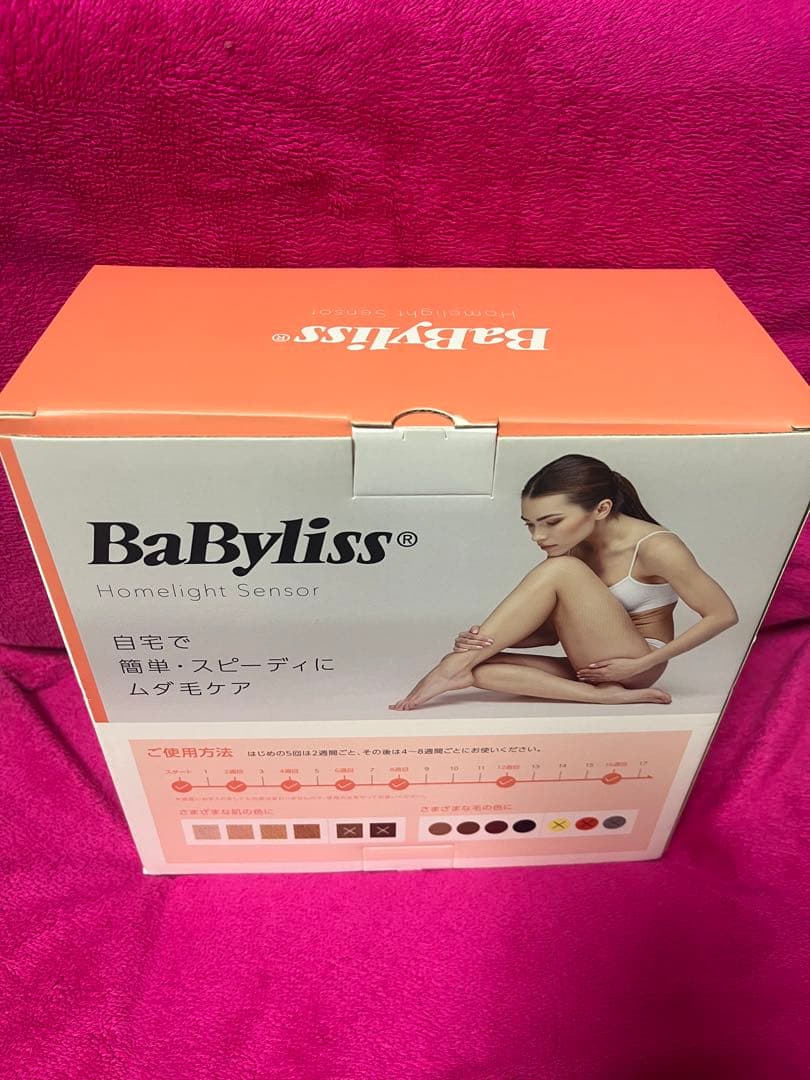 BaByliss®
Homelight Sensor
BaByliss®
Homelight Sensor
自宅で
簡単・スピーディに
ムダ毛ケア
ご使用方法 はじめの5回は2週間ごと、その後は4〜8週間ごとにお使いください。
スタート 1 2週目 3 4週目 5 6週目 7 8週目 9 10 11 12週目 13 14 15 16週目 17
さまざまな肌の色に さまざまな毛の色に